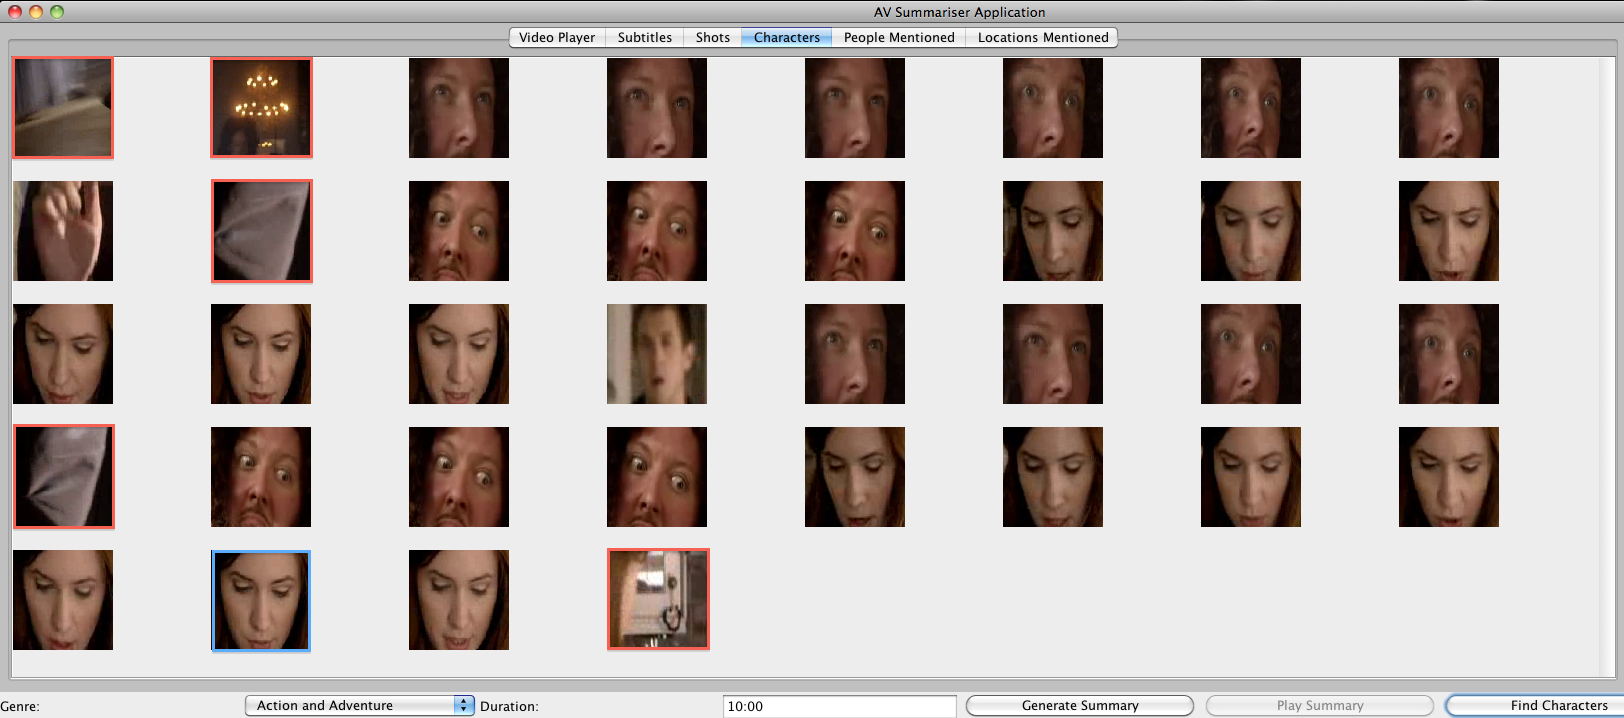 AV Summariser Application
Video Player Subtitles Shots Characters People Mentioned Locations Mentioned
Genre: Action and Adventure Duration: 10:00 Generate Summary Play Summary Find Characters